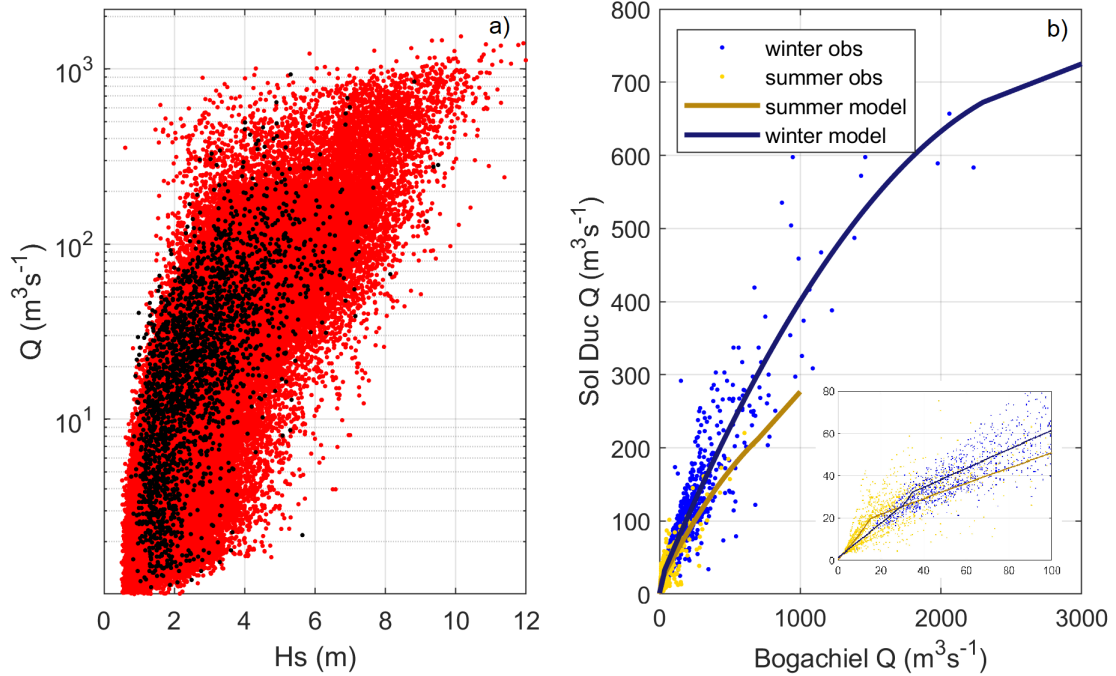 a)
10³
10²
10¹
0 2 4 6 8 10 12
Q (m³s⁻¹)
Hs (m)
b)
winter obs
summer obs
summer model
winter model
800
700
600
500
400
300
200
100
0
0 1000 2000 3000
Sol Duc Q (m³s⁻¹)
Bogachiel Q (m³s⁻¹)
80
60
40
20
0
0 20 40 60 80 100